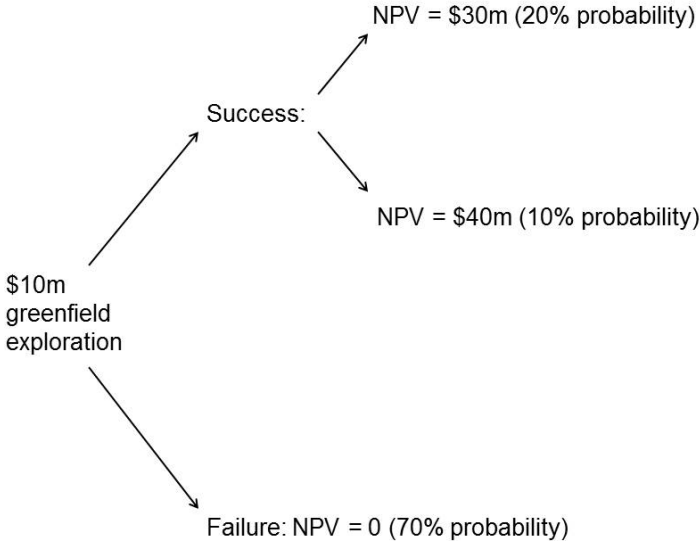 NPV = $30m (20% probability)
Success:
NPV = $40m (10% probability)
$10m
greenfield
exploration
Failure: NPV = 0 (70% probability)